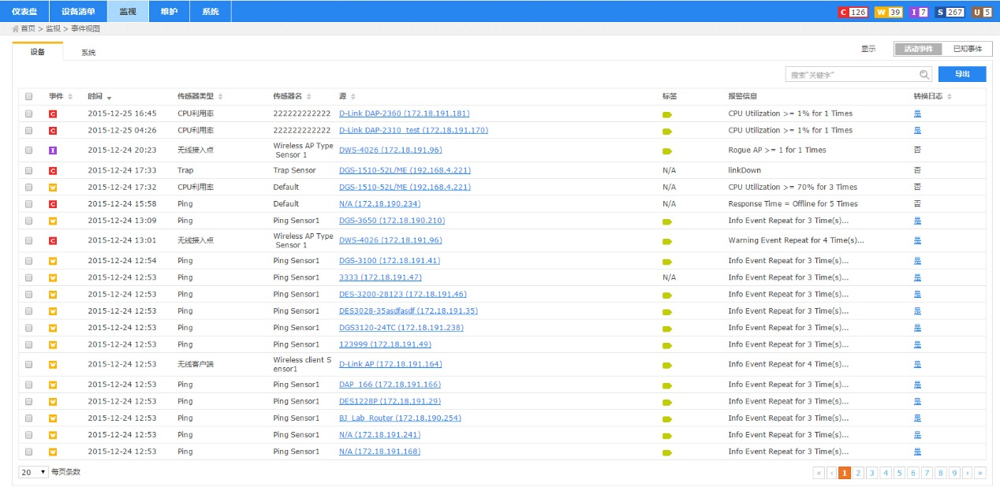 仪表盘 设备清单 监视 维护 系统 C 126 W 39 I 7 S 267 U 5
首页 > 监视 > 事件视图
设备 系统 显示 活动事件 已知事件
搜索"关键字" 导出
事件 时间 传感器类型 传感器名 源 标签 报警信息 转换日志
C 2015-12-25 16:45 CPU利用率 222222222222 D-Link DAP-2360 (172.18.191.181) CPU Utilization >= 1% for 1 Times 是
C 2015-12-25 04:26 CPU利用率 222222222222 D-Link DAP-2310_test (172.18.191.170) CPU Utilization >= 1% for 1 Times 是
I 2015-12-24 20:23 无线接入点 Wireless AP Type Sensor 1 DWS-4026 (172.18.191.96) Rogue AP >= 1 for 1 Times 否
C 2015-12-24 17:33 Trap Trap Sensor DGS-1510-52L/ME (192.168.4.221) N/A linkDown 否
W 2015-12-24 17:32 CPU利用率 Default DGS-1510-52L/ME (192.168.4.221) N/A CPU Utilization >= 70% for 3 Times 否
C 2015-12-24 15:58 Ping Default N/A (172.18.190.234) N/A Response Time = Offline for 5 Times 否
W 2015-12-24 13:09 Ping Ping Sensor1 DGS-3650 (172.18.190.210) Info Event Repeat for 3 Time(s)... 是
C 2015-12-24 13:01 无线接入点 Wireless AP Type Sensor 1 DWS-4026 (172.18.191.96) Warning Event Repeat for 4 Time(s)... 是
W 2015-12-24 12:54 Ping Ping Sensor1 DGS-3100 (172.18.191.41) Info Event Repeat for 3 Time(s)... 是
W 2015-12-24 12:53 Ping Ping Sensor1 3333 (172.18.191.47) N/A Info Event Repeat for 3 Time(s)... 是
W 2015-12-24 12:53 Ping Ping Sensor1 DES-3200-28123 (172.18.191.46) Info Event Repeat for 3 Time(s)... 是
W 2015-12-24 12:53 Ping Ping Sensor1 DES3028-35asdfasdf (172.18.191.35) Info Event Repeat for 3 Time(s)... 是
W 2015-12-24 12:53 Ping Ping Sensor1 DGS3120-24TC (172.18.191.238) Info Event Repeat for 3 Time(s)... 是
W 2015-12-24 12:53 Ping Ping Sensor1 123999 (172.18.191.49) Info Event Repeat for 3 Time(s)... 是
W 2015-12-24 12:53 无线客户端 Wireless client S ensor1 D-Link AP (172.18.191.164) Info Event Repeat for 4 Time(s)... 是
W 2015-12-24 12:53 Ping Ping Sensor1 DAP_166 (172.18.191.166) Info Event Repeat for 3 Time(s)... 是
W 2015-12-24 12:53 Ping Ping Sensor1 DES1228P (172.18.191.29) Info Event Repeat for 3 Time(s)... 是
W 2015-12-24 12:53 Ping Ping Sensor1 BJ_Lab_Router (172.18.190.254) Info Event Repeat for 3 Time(s)... 是
W 2015-12-24 12:53 Ping Ping Sensor1 N/A (172.18.191.241) Info Event Repeat for 3 Time(s)... 是
W 2015-12-24 12:53 Ping Ping Sensor1 N/A (172.18.191.168) Info Event Repeat for 3 Time(s)... 是
20 每页条数 « ‹ 1 2 3 4 5 6 7 8 9 › »